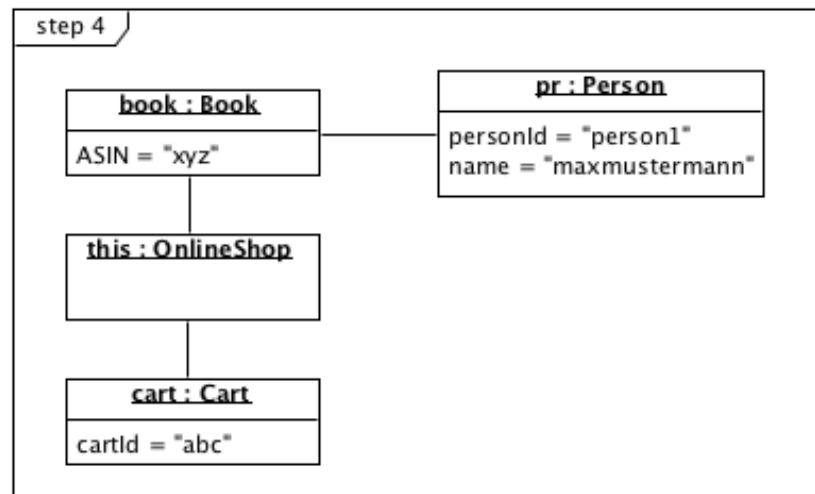 step 4
book : Book
ASIN = "xyz"
pr : Person
personId = "person1"
name = "maxmustermann"
this : OnlineShop
cart : Cart
cartId = "abc"